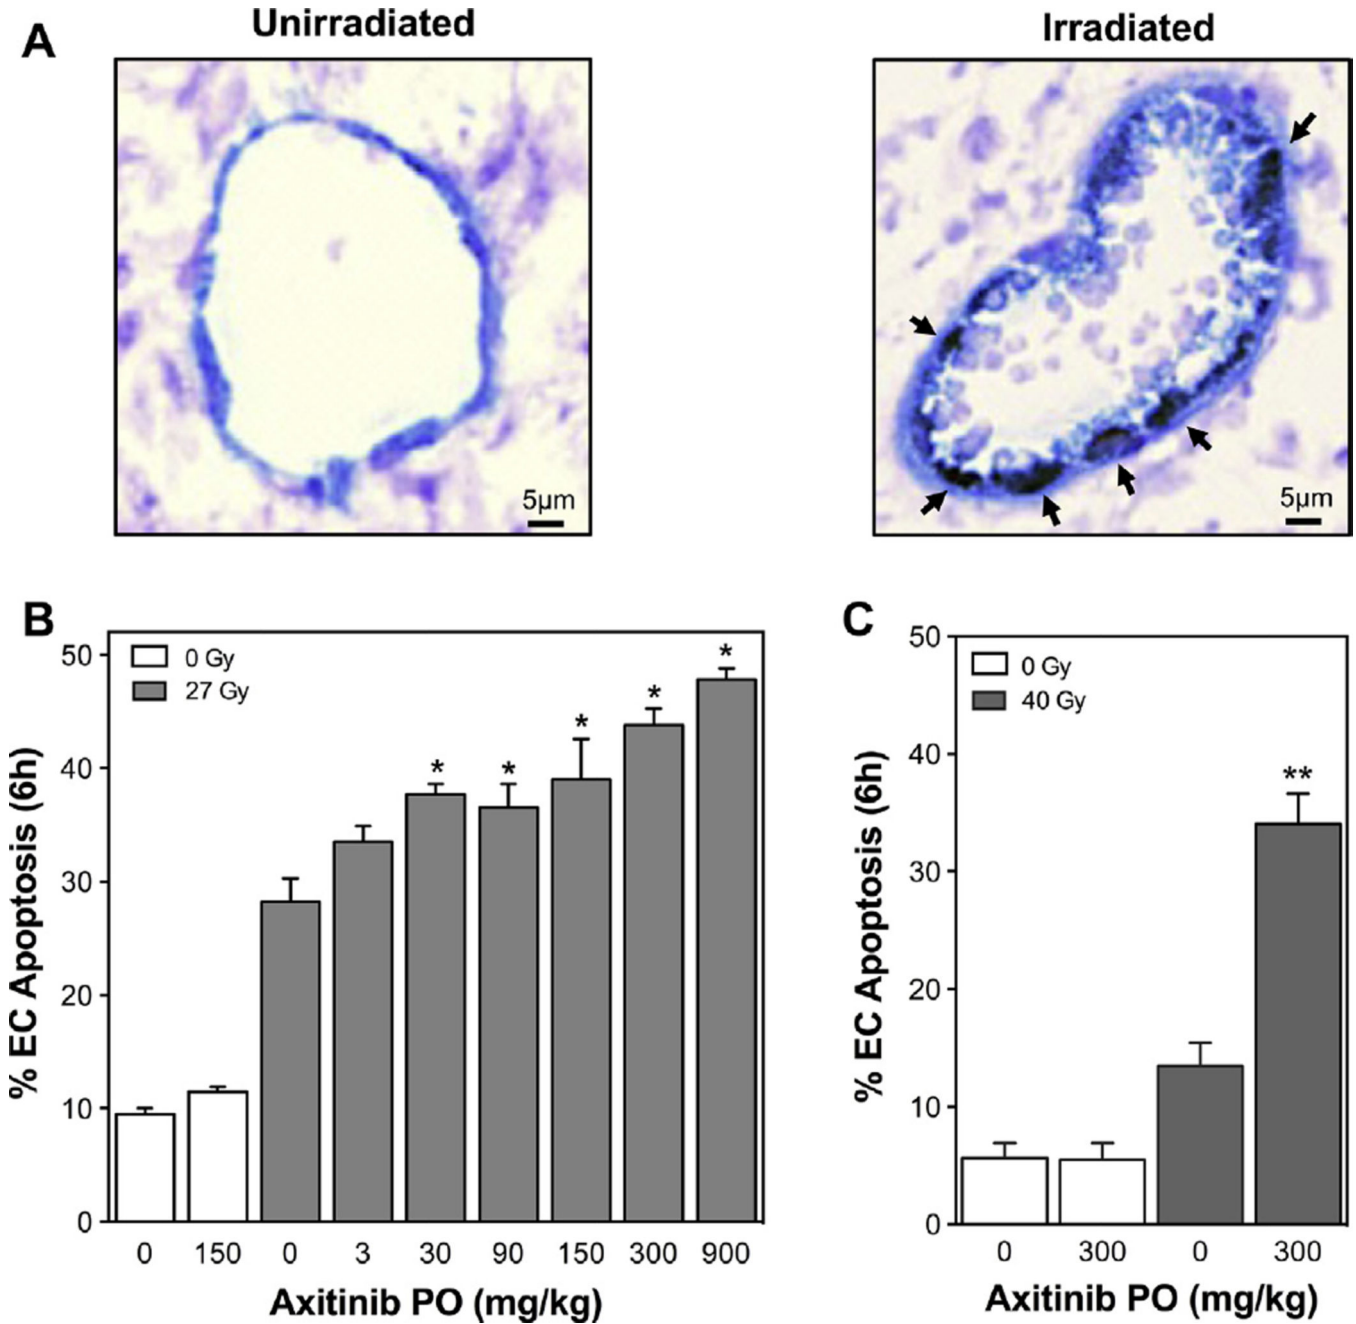 A
Unirradiated
Irradiated
5µm
5µm
B
0 Gy
27 Gy
% EC Apoptosis (6h)
50
40
30
20
10
0
* * * * *
0 150 0 3 30 90 150 300 900
Axitinib PO (mg/kg)
C
0 Gy
40 Gy
% EC Apoptosis (6h)
50
40
30
20
10
0
**
0 300 0 300
Axitinib PO (mg/kg)